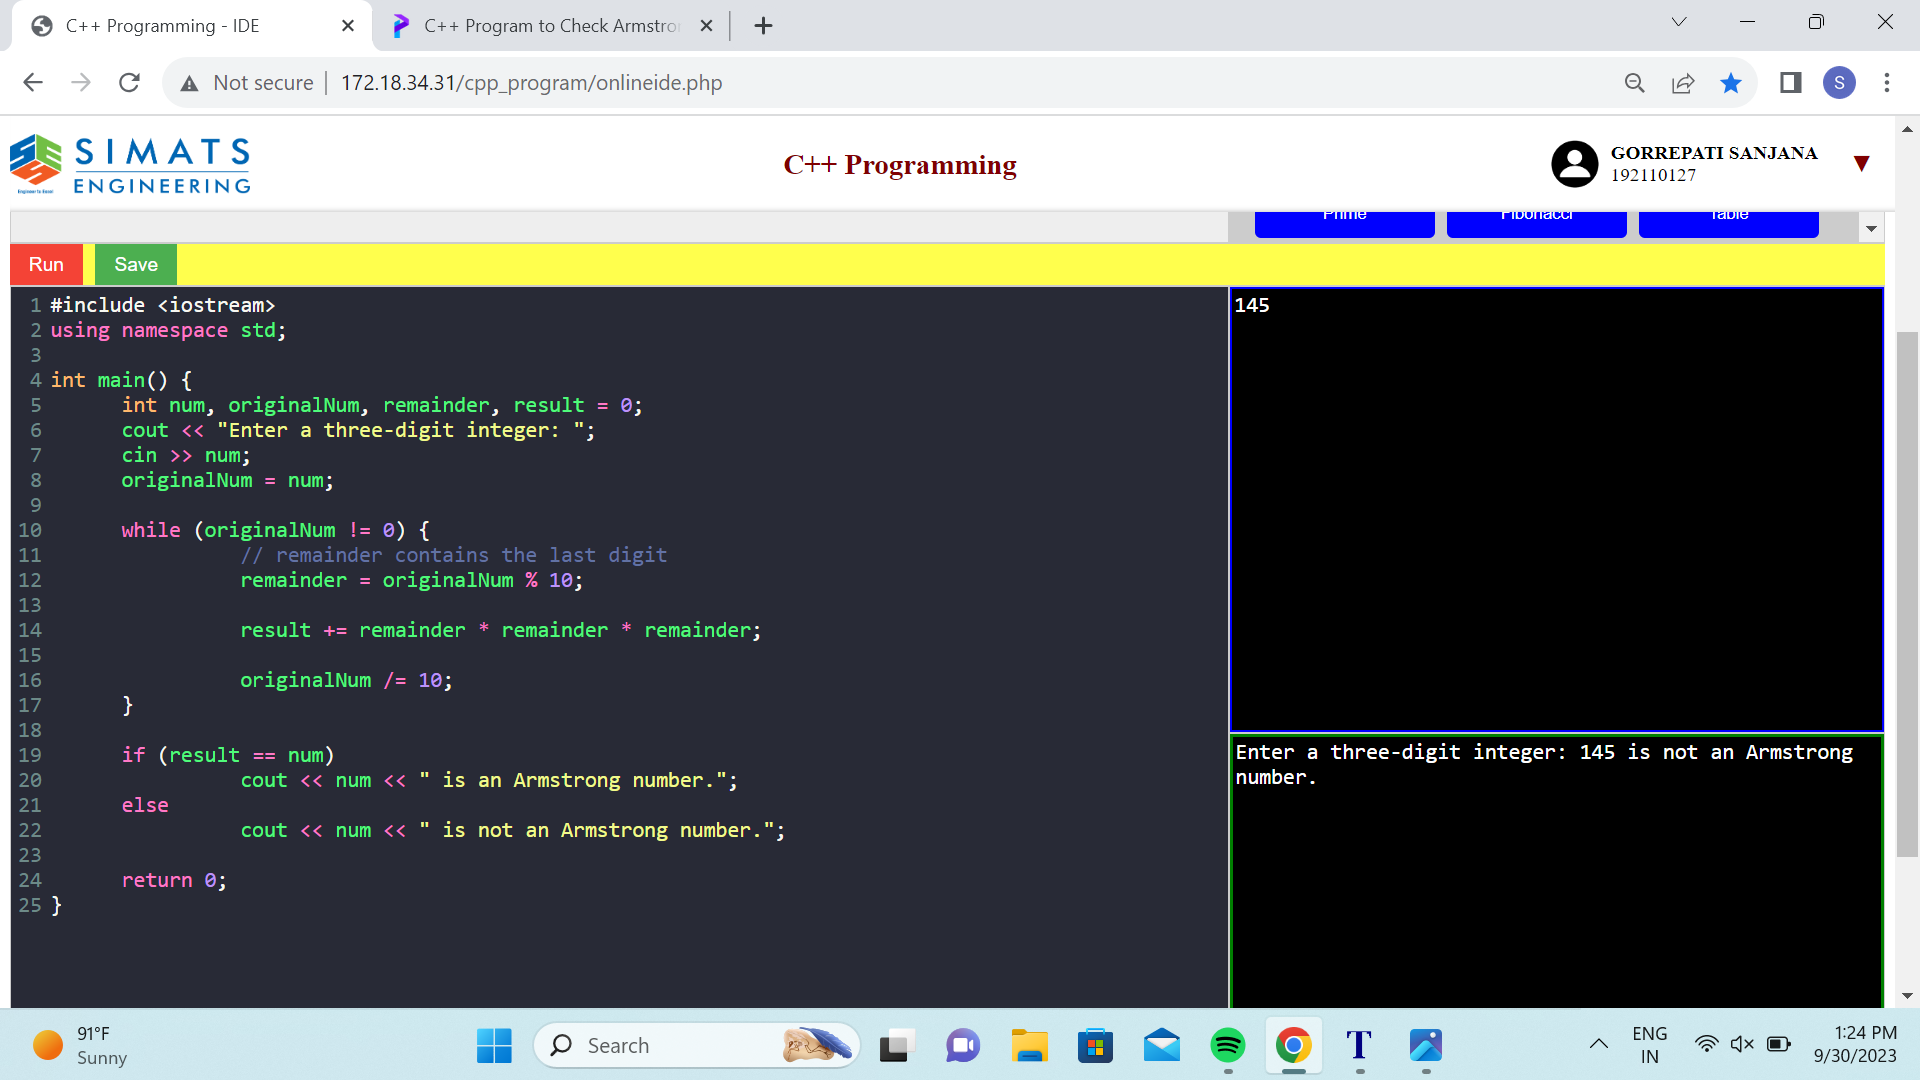 C++ Programming - IDE
C++ Program to Check Armstro
Not secure
172.18.34.31/cpp_program/onlineide.php
S
SIMATS
ENGINEERING
Engineer to Excel
C++ Programming
GORREPATI SANJANA
192110127
Prime
Fibonacci
Table
Run
Save
1 #include <iostream>
2 using namespace std;
3
4 int main() {
5 int num, originalNum, remainder, result = 0;
6 cout << "Enter a three-digit integer: ";
7 cin >> num;
8 originalNum = num;
9
10 while (originalNum != 0) {
11 // remainder contains the last digit
12 remainder = originalNum % 10;
13
14 result += remainder * remainder * remainder;
15
16 originalNum /= 10;
17 }
18
19 if (result == num)
20 cout << num << " is an Armstrong number.";
21 else
22 cout << num << " is not an Armstrong number.";
23
24 return 0;
25 }
145
Enter a three-digit integer: 145 is not an Armstrong
number.
91°F
Sunny
Search
T
ENG
IN
1:24 PM
9/30/2023